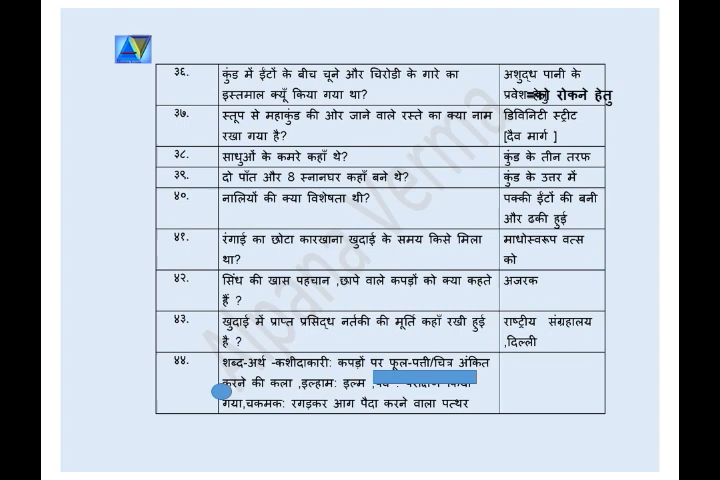 ३६. कुंड में ईंटों के बीच चूने और चिरोडी के गारे का अशुद्ध पानी के
इस्तमाल क्यूँ किया गया था? को रोकने हेतु
३७. स्तूप से महाकुंड की ओर जाने वाले रस्ते का क्या नाम डिविनिटी स्ट्रीट
रखा गया है? [दैव मार्ग ]
३८. साधुओं के कमरे कहाँ थे? कुंड के तीन तरफ
३९. दो पाँत और 8 स्नानघर कहाँ बने थे? कुंड के उत्तर में
४०. नालियों की क्या विशेषता थी? पक्की ईंटों की बनी
और ढकी हुई
४१. रंगाई का छोटा कारखाना खुदाई के समय किसे मिला माधोस्वरूप वत्स
था? को
४२. सिंध की खास पहचान ,छापे वाले कपड़ों को क्या कहते अजरक
हैं ?
४३. खुदाई में प्राप्त प्रसिद्ध नर्तकी की मूर्ति कहाँ रखी हुई राष्ट्रीय संग्रहालय
है ? ,दिल्ली
४४. शब्द-अर्थ -कशीदाकारी: कपड़ों पर फूल-पत्ती/चित्र अंकित
करने की कला ,इल्हाम: इल्म
गया,चकमक: रगड़कर आग पैदा करने वाला पत्थर
Alpana Verma